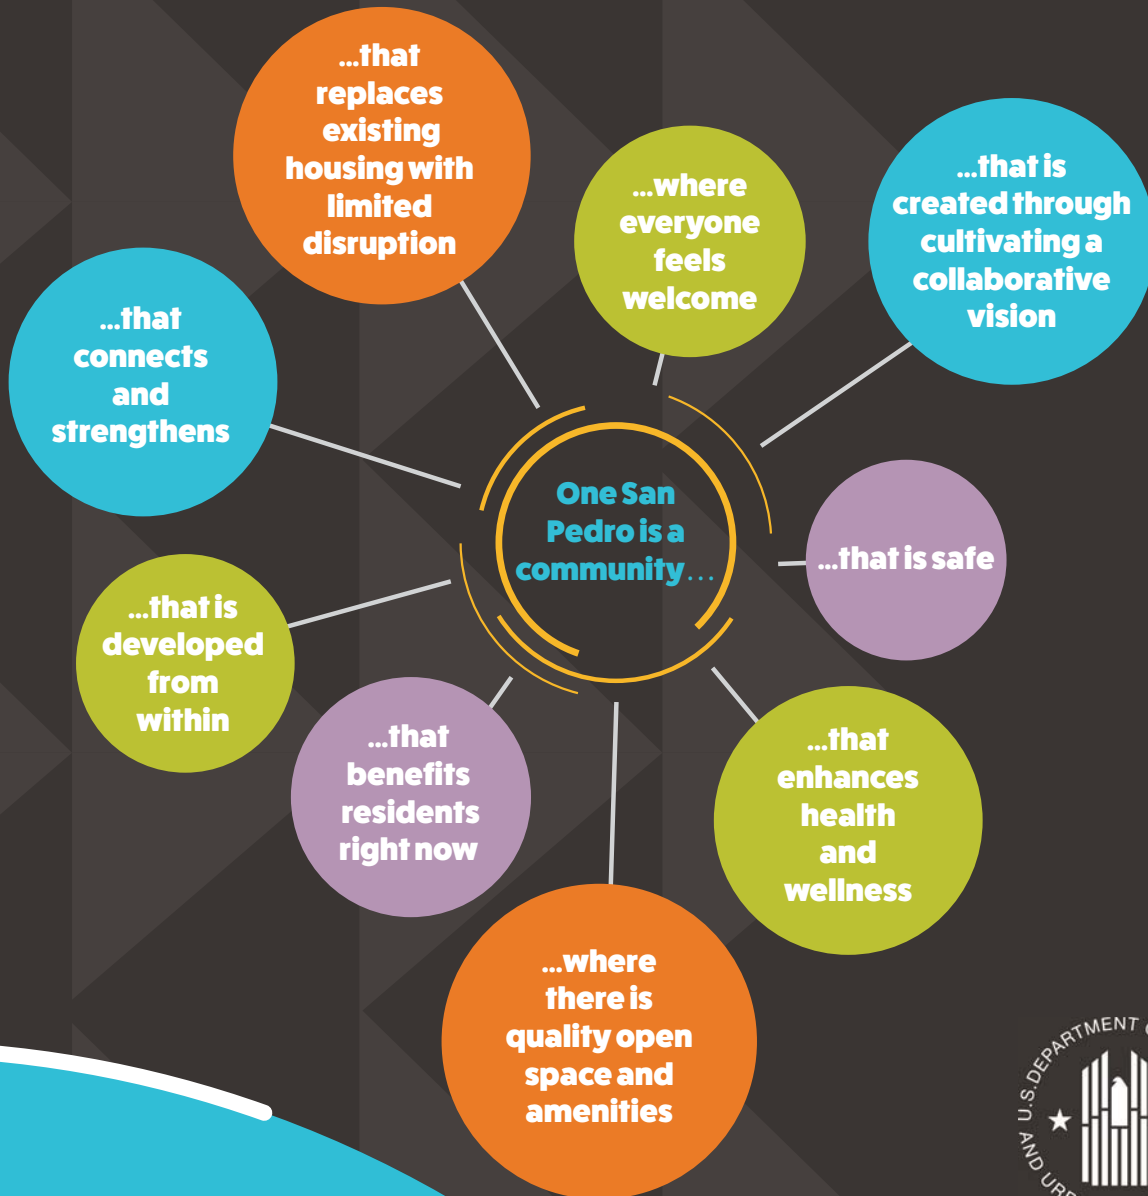 ...that
replaces
existing
housing with
limited
disruption
...where
everyone
feels
welcome
...that is
created through
cultivating a
collaborative
vision
...that
connects
and
strengthens
One San
Pedro is a
community...
...that is safe
...that is
developed
from
within
...that
benefits
residents
right now
...that
enhances
health
and
wellness
...where
there is
quality open
space and
amenities
U.S. DEPARTMENT
AND